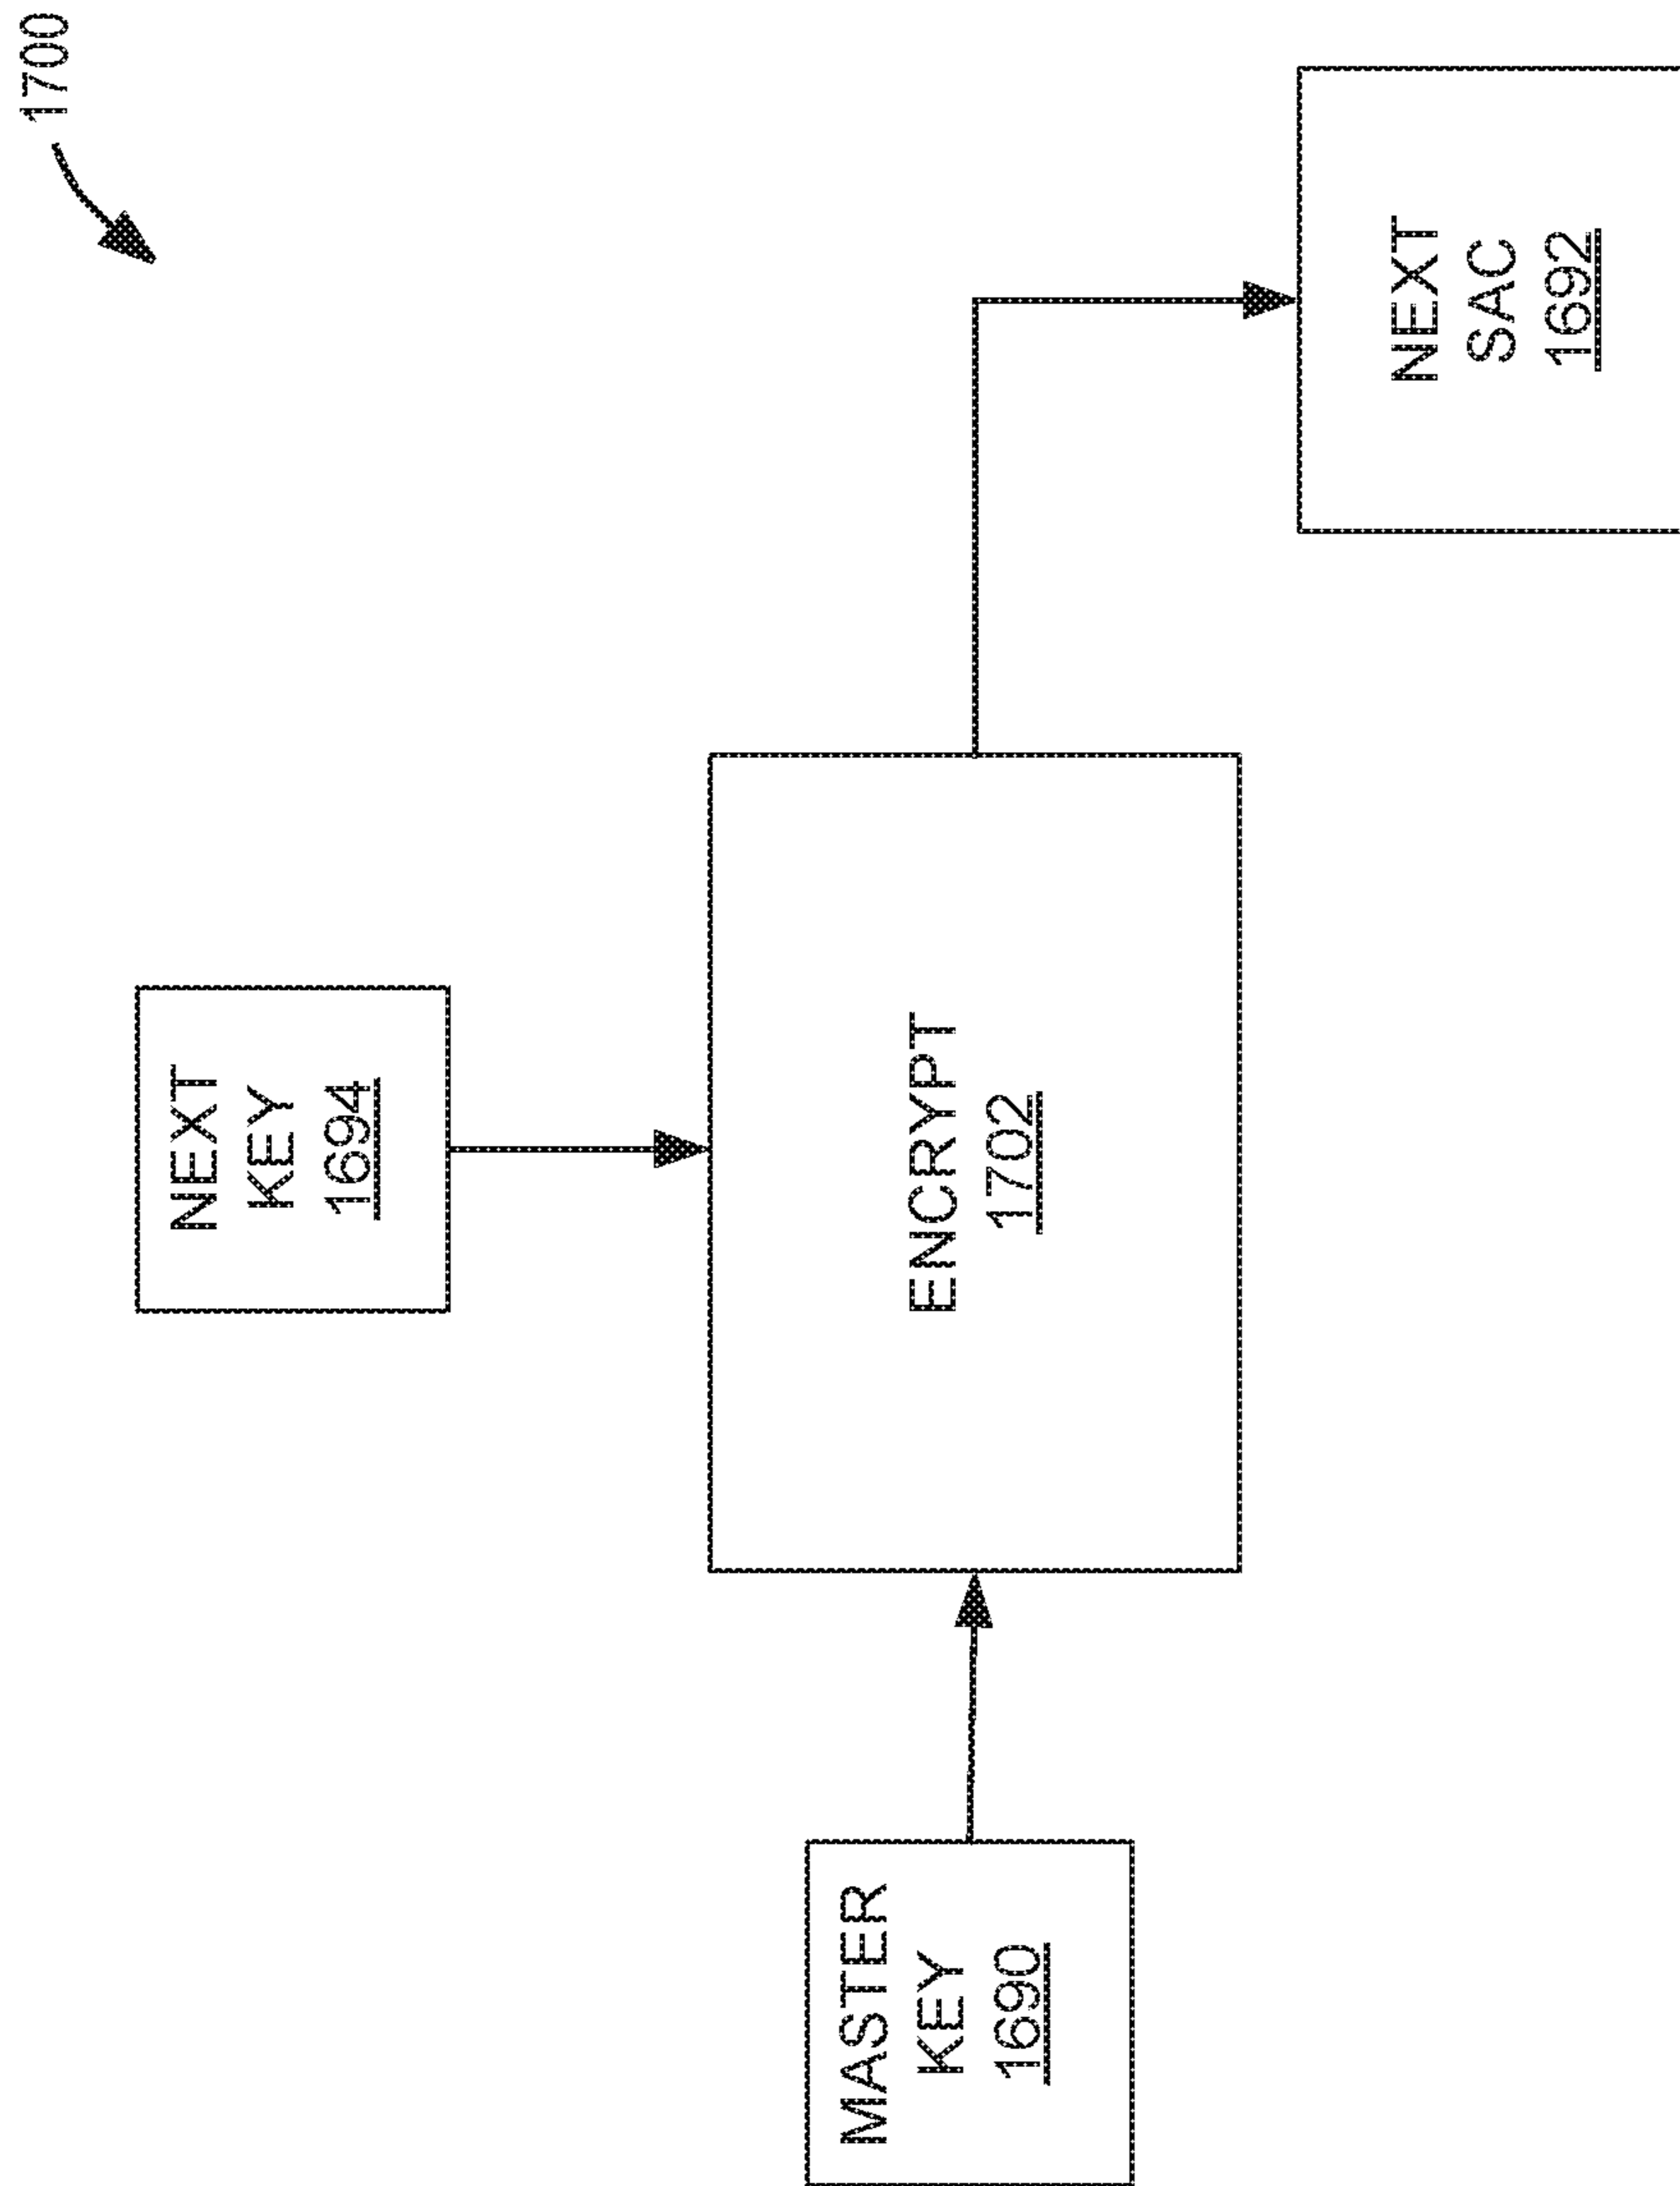 1700
NEXT
KEY
1694
MASTER
KEY
1690
ENCRYPT
1702
NEXT
SAC
1692